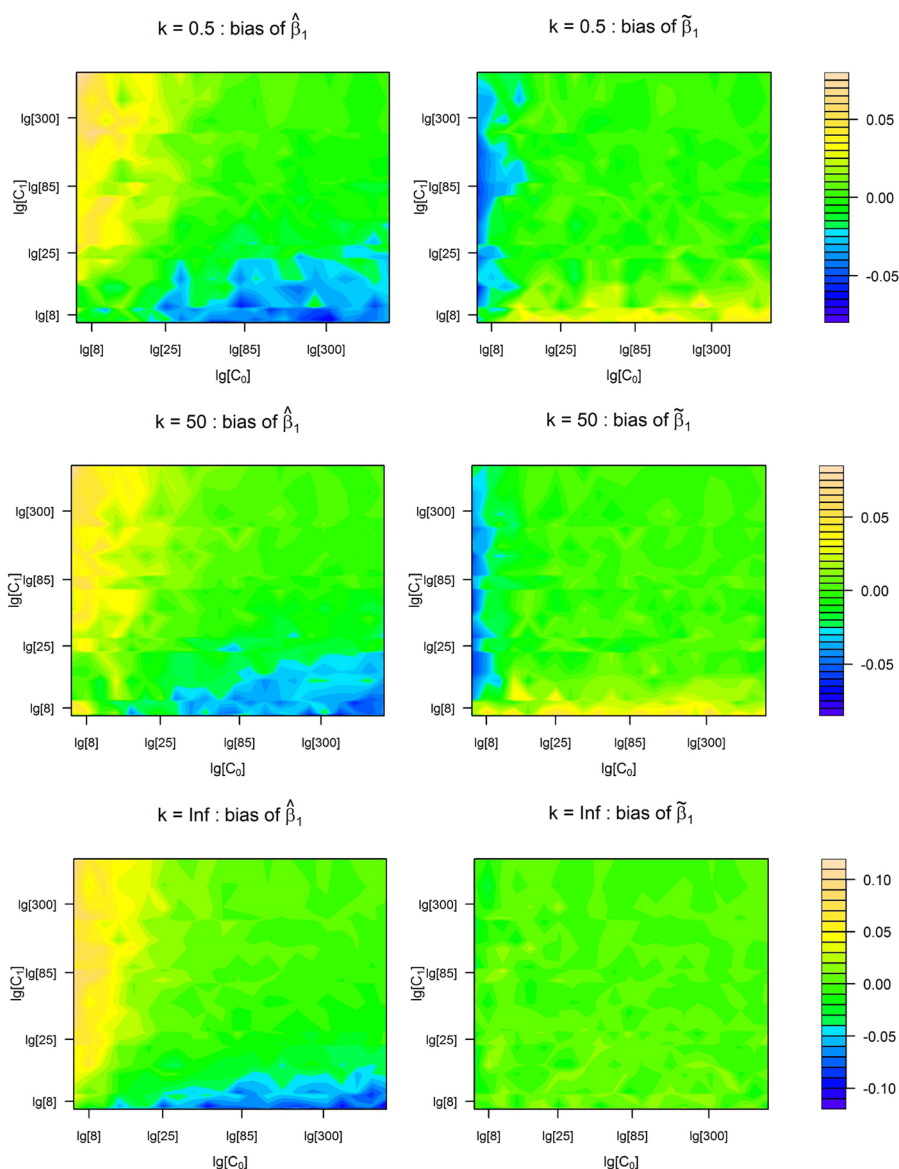 k = 0.5 : bias of β̂₁
k = 0.5 : bias of β̃₁
lg[300]
lg[85]
lg[25]
lg[8]
lg[C₁]
lg[8]
lg[25]
lg[85]
lg[300]
lg[C₀]
lg[300]
lg[85]
lg[25]
lg[8]
lg[C₁]
lg[8]
lg[25]
lg[85]
lg[300]
lg[C₀]
0.05
0.00
-0.05
k = 50 : bias of β̂₁
k = 50 : bias of β̃₁
lg[300]
lg[85]
lg[25]
lg[8]
lg[C₁]
lg[8]
lg[25]
lg[85]
lg[300]
lg[C₀]
lg[300]
lg[85]
lg[25]
lg[8]
lg[C₁]
lg[8]
lg[25]
lg[85]
lg[300]
lg[C₀]
0.05
0.00
-0.05
k = Inf : bias of β̂₁
k = Inf : bias of β̃₁
lg[300]
lg[85]
lg[25]
lg[8]
lg[C₁]
lg[8]
lg[25]
lg[85]
lg[300]
lg[C₀]
lg[300]
lg[85]
lg[25]
lg[8]
lg[C₁]
lg[8]
lg[25]
lg[85]
lg[300]
lg[C₀]
0.10
0.05
0.00
-0.05
-0.10